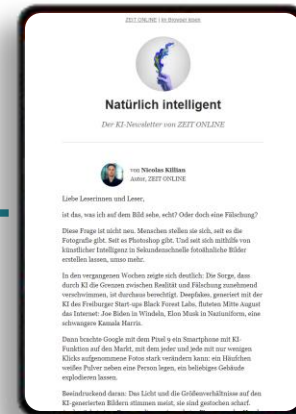 ZEIT ONLINE | Im Browser lesen
Natürlich intelligent
Der KI-Newsletter von ZEIT ONLINE
von Nicolas Killian
Autor, ZEIT ONLINE
Liebe Leserinnen und Leser,
ist das, was ich auf dem Bild sehe, echt? Oder doch eine Fälschung?
Diese Frage ist nicht neu. Menschen stellen sie sich, seit es die
Fotografie gibt. Seit es Photoshop gibt. Und seit sich mithilfe von
künstlicher Intelligenz in Sekundenschnelle fotoähnliche Bilder
erstellen lassen, umso mehr.
In den vergangenen Wochen zeigte sich deutlich: Die Sorge, dass
durch KI die Grenzen zwischen Realität und Fälschung zunehmend
verschwimmen, ist durchaus berechtigt. Deepfakes, generiert mit der
KI des Freiburger Start-ups Black Forest Labs, fluteten Mitte August
das Internet: Joe Biden in Windeln, Elon Musk in Naziuniform, eine
schwangere Kamala Harris.
Dann brachte Google mit dem Pixel 9 ein Smartphone mit KI-
Funktion auf den Markt, mit dem jeder und jede mit nur wenigen
Klicks aufgenommene Fotos stark verändern kann: ein Häufchen
weißes Pulver neben eine Person legen, ein beliebiges Gebäude
explodieren lassen.
Beeindruckend daran: Das Licht und die Größenverhältnisse auf den
KI-generierten Bildern stimmen meist, sie sind gestochen scharf.